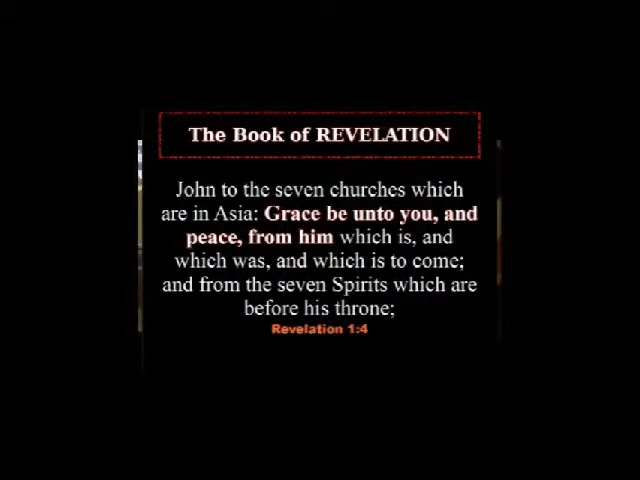 The Book of REVELATION
John to the seven churches which
are in Asia: Grace be unto you, and
peace, from him which is, and
which was, and which is to come;
and from the seven Spirits which are
before his throne;
Revelation 1:4